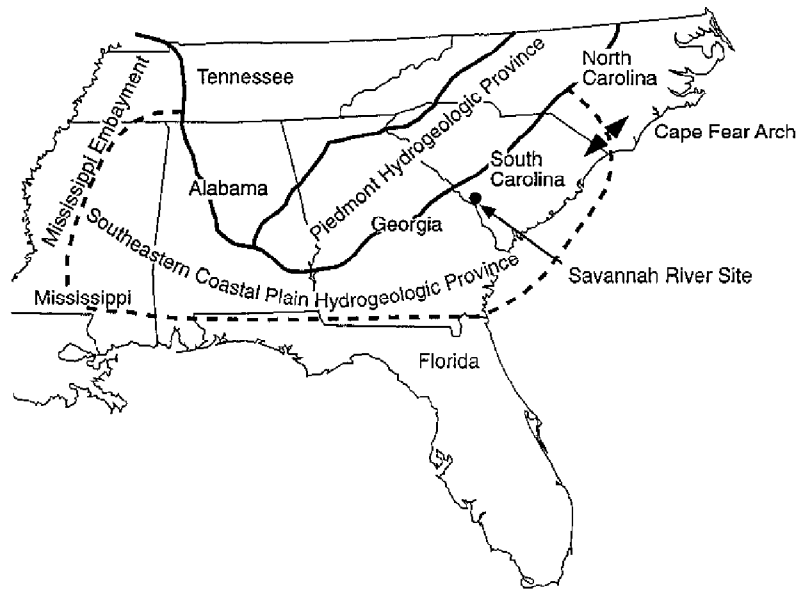 North
Carolina
Tennessee
Cape Fear Arch
Mississippi Embayment
Piedmont Hydrogeologic Province
South
Carolina
Alabama
Georgia
Southeastern Coastal Plain Hydrogeologic Province
Savannah River Site
Mississippi
Florida